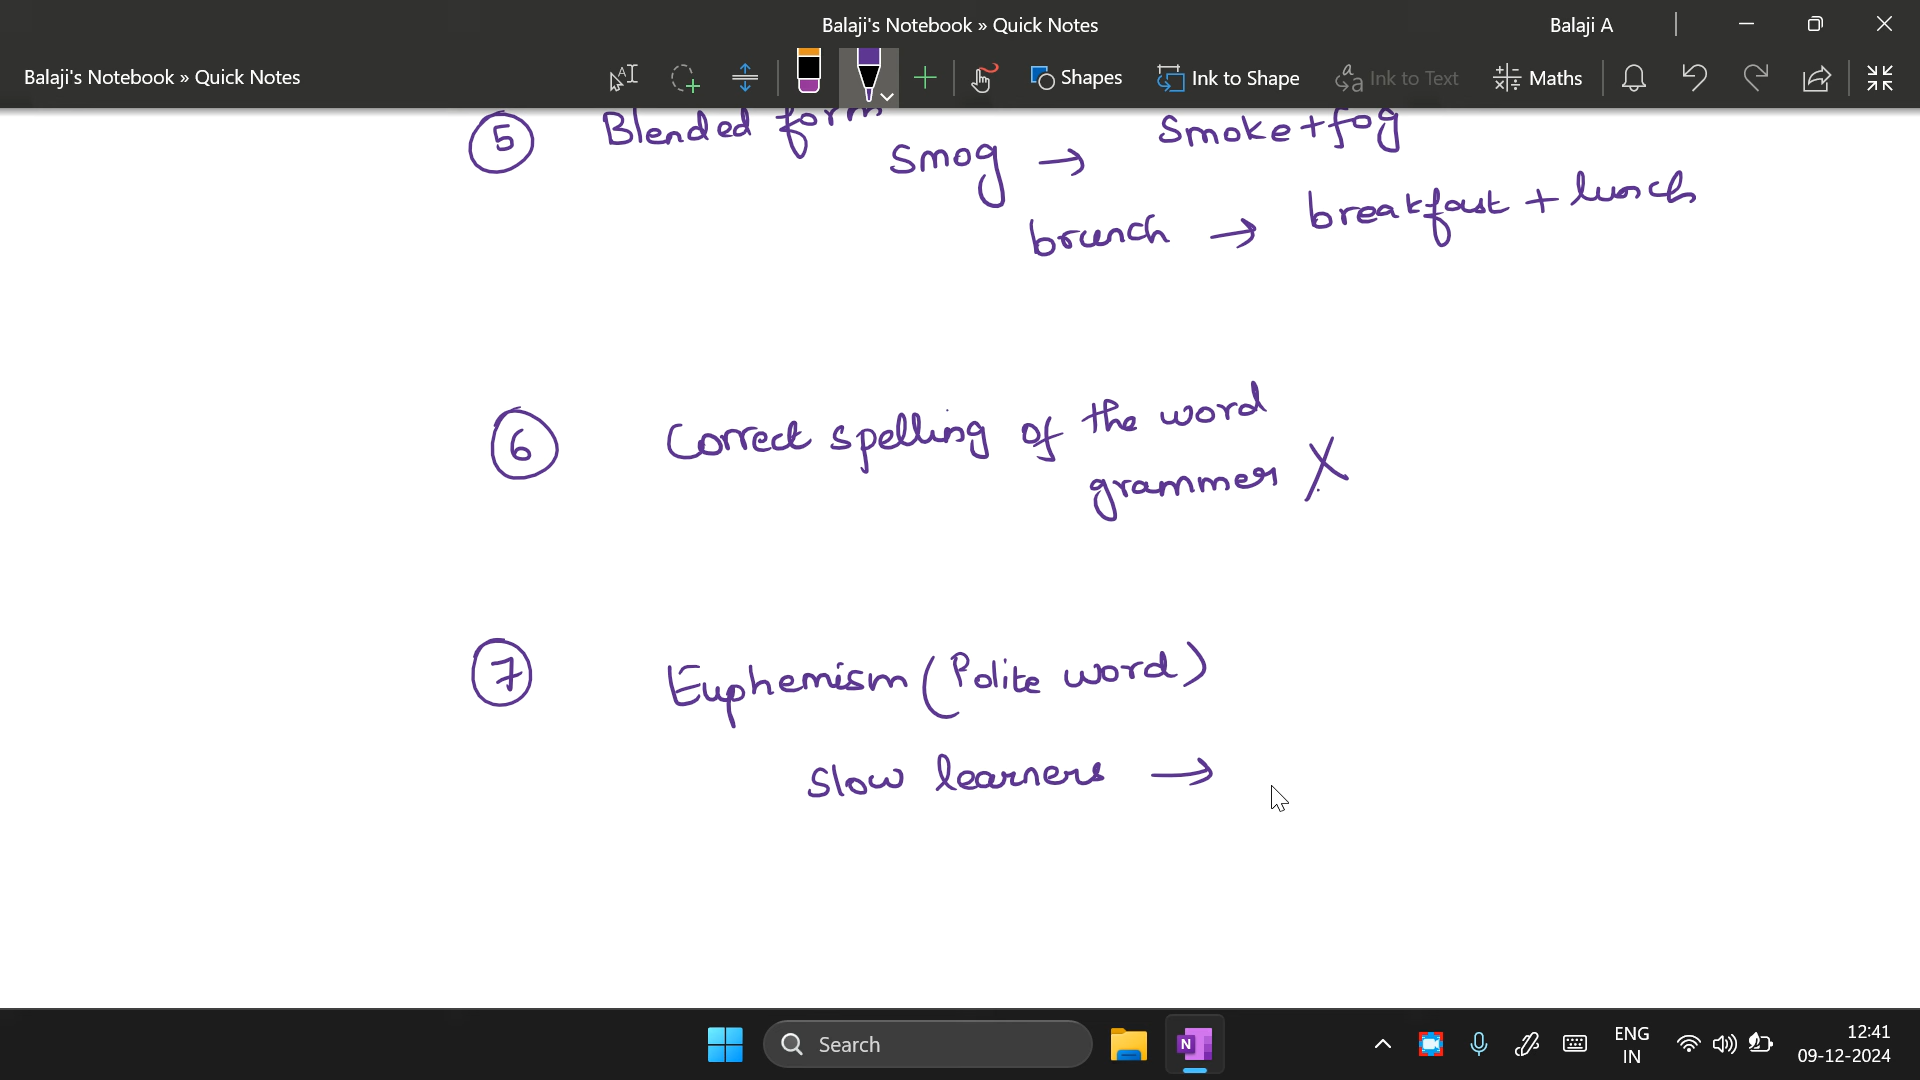 Balaji's Notebook » Quick Notes
Balaji A
Balaji's Notebook » Quick Notes
Shapes
Ink to Shape
Ink to Text
Maths
5 Blended form
smog → smoke + fog
brunch → breakfast + lunch
6 Correct spelling of the word
grammer X
7 Euphemism (Polite word)
slow learners →
Search
ENG
IN
12:41
09-12-2024